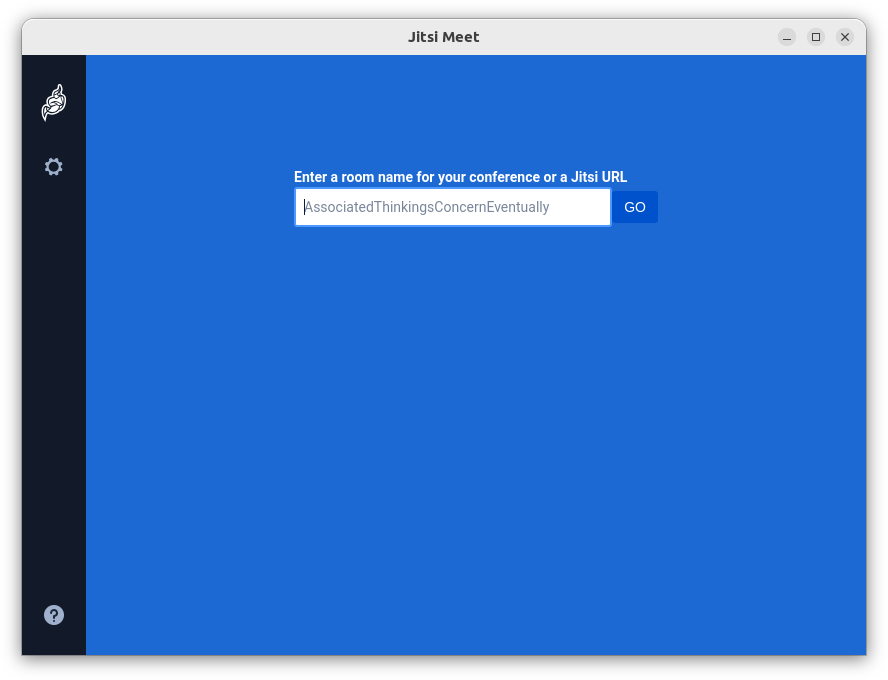 Jitsi Meet
Enter a room name for your conference or a Jitsi URL
AssociatedThinkingsConcernEventually
GO
?